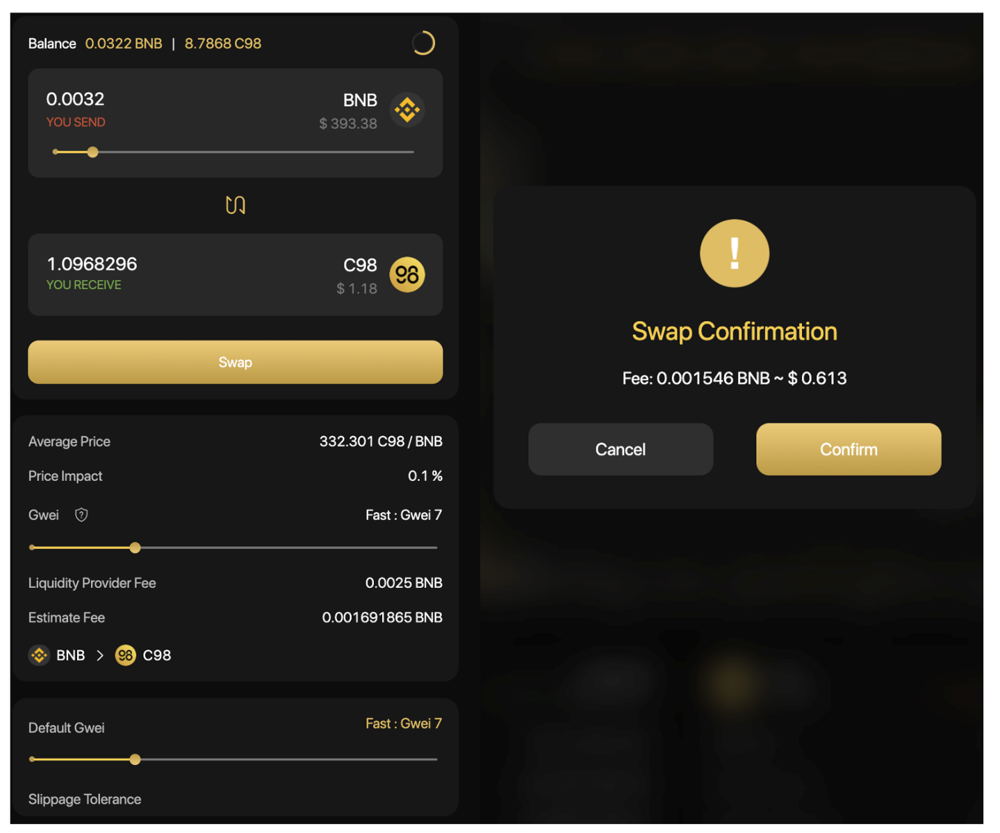 Balance 0.0322 BNB | 8.7868 C98
0.0032 BNB
YOU SEND $ 393.38
1.0968296 C98
YOU RECEIVE $ 1.18
Swap
Average Price 332.301 C98 / BNB
Price Impact 0.1 %
Gwei Fast : Gwei 7
Liquidity Provider Fee 0.0025 BNB
Estimate Fee 0.001691865 BNB
BNB > C98
Default Gwei Fast : Gwei 7
Slippage Tolerance
!
Swap Confirmation
Fee: 0.001546 BNB ~ $ 0.613
Cancel Confirm